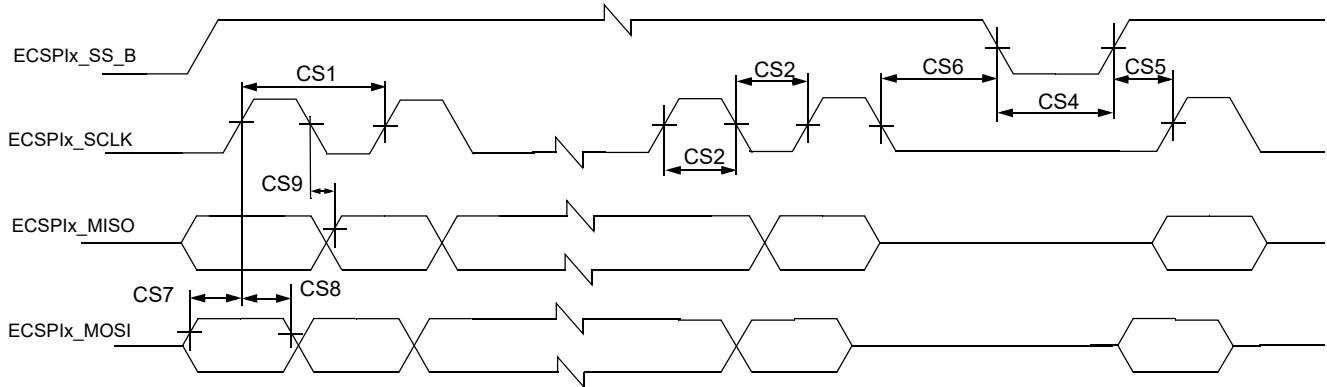 ECSPIx_SS_B
CS1
CS2
CS6
CS5
CS4
ECSPIx_SCLK
CS2
CS9
ECSPIx_MISO
CS7
CS8
ECSPIx_MOSI